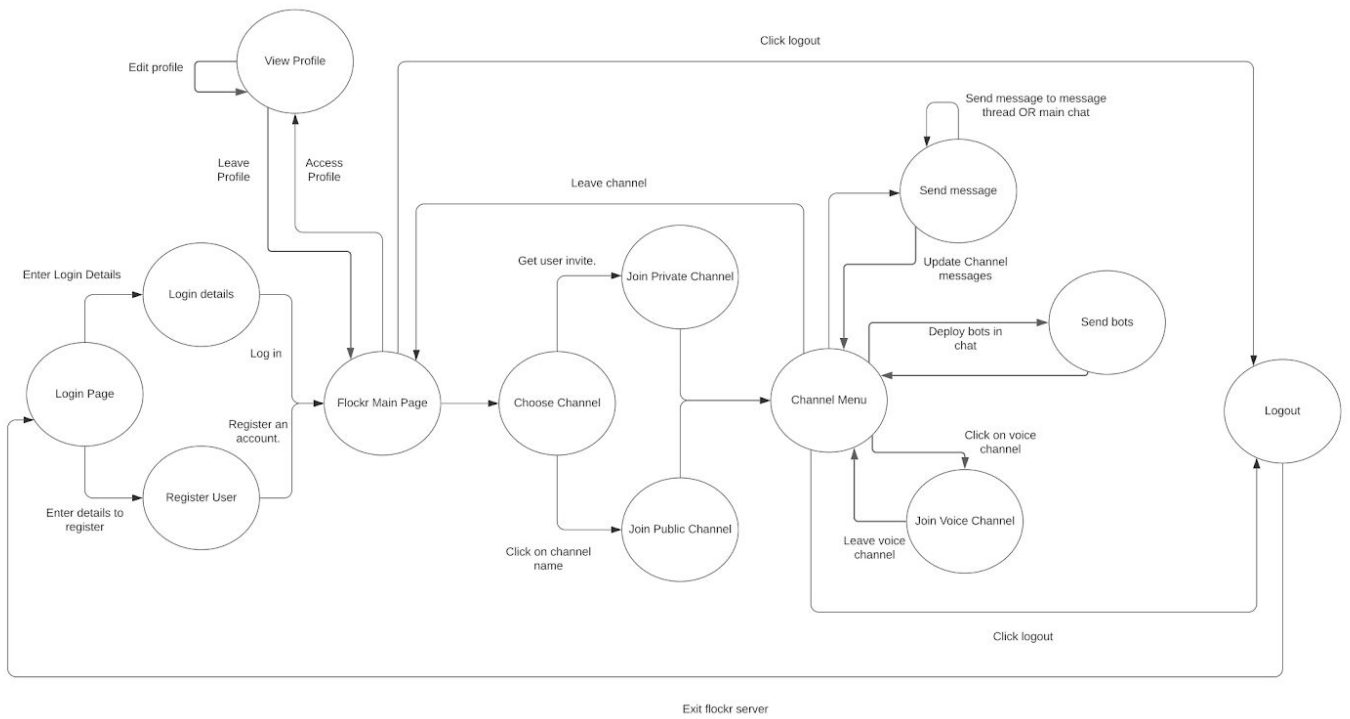 Click logout
View Profile
Edit profile
Send message to message
thread OR main chat
Leave
Profile
Access
Profile
Leave channel
Send message
Get user invite.
Update Channel
messages
Enter Login Details
Join Private Channel
Login details
Send bots
Deploy bots in
chat
Log in
Login Page
Flockr Main Page
Choose Channel
Channel Menu
Logout
Register an
account.
Click on voice
channel
Register User
Enter details to
register
Join Public Channel
Join Voice Channel
Click on channel
name
Leave voice
channel
Click logout
Exit flockr server